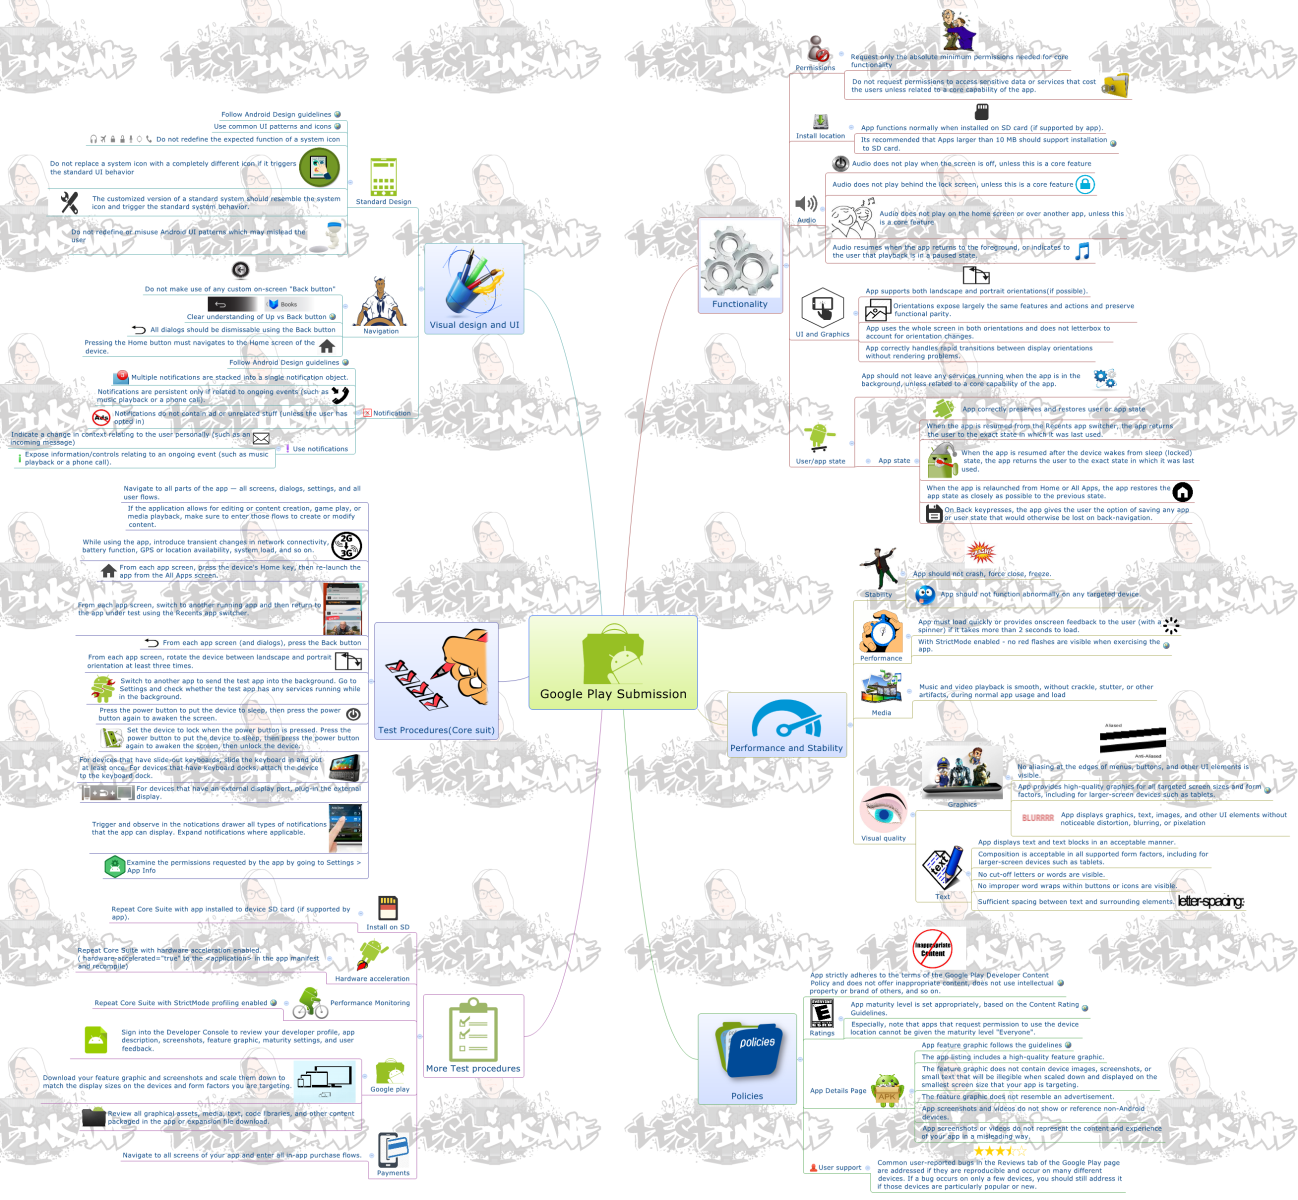 Google Play Submission
Visual design and UI
Standard Design
Follow Android Design guidelines
Use common UI patterns and icons
Do not redefine the expected function of a system icon
Do not replace a system icon with a completely different icon if it triggers
the standard UI behavior
The customized version of a standard system should resemble the system
icon and trigger the standard system behavior.
Do not redefine or misuse Android UI patterns which may mislead the
user
Navigation
Do not make use of any custom on-screen "Back button"
Books
Clear understanding of Up vs Back button
All dialogs should be dismissable using the Back button
Pressing the Home button must navigates to the Home screen of the
device.
Notification
Follow Android Design guidelines
Multiple notifications are stacked into a single notification object.
Notifications are persistent only if related to ongoing events (such as
music playback or a phone call).
Ads
Notifications do not contain ad or unrelated stuff (unless the user has
opted in)
Use notifications
Indicate a change in context relating to the user personally (such as an
incoming message)
Expose information/controls relating to an ongoing event (such as music
playback or a phone call).
Test Procedures(Core suit)
Navigate to all parts of the app — all screens, dialogs, settings, and all
user flows.
If the application allows for editing or content creation, game play, or
media playback, make sure to enter those flows to create or modify
content.
While using the app, introduce transient changes in network connectivity,
battery function, GPS or location availability, system load, and so on.
2G
3G
From each app screen, press the device's Home key, then re-launch the
app from the All Apps screen.
From each app screen, switch to another running app and then return to
the app under test using the Recents app switcher.
From each app screen (and dialogs), press the Back button
From each app screen, rotate the device between landscape and portrait
orientation at least three times.
Switch to another app to send the test app into the background. Go to
Settings and check whether the test app has any services running while
in the background.
Press the power button to put the device to sleep, then press the power
button again to awaken the screen.
Set the device to lock when the power button is pressed. Press the
power button to put the device to sleep, then press the power button
again to awaken the screen, then unlock the device.
For devices that have slide-out keyboards, slide the keyboard in and out
at least once. For devices that have keyboard docks, attach the device
to the keyboard dock.
For devices that have an external display port, plug-in the external
display.
Trigger and observe in the notications drawer all types of notifications
that the app can display. Expand notifications where applicable.
Examine the permissions requested by the app by going to Settings >
App Info
More Test procedures
Install on SD
Repeat Core Suite with app installed to device SD card (if supported by
app).
Hardware acceleration
Repeat Core Suite with hardware acceleration enabled.
( hardware-accelerated="true" to the <application> in the app manifest
and recompile)
Performance Monitoring
Repeat Core Suite with StrictMode profiling enabled
Google play
Sign into the Developer Console to review your developer profile, app
description, screenshots, feature graphic, maturity settings, and user
feedback.
Download your feature graphic and screenshots and scale them down to
match the display sizes on the devices and form factors you are targeting.
Review all graphical assets, media, text, code libraries, and other content
packaged in the app or expansion file download.
Payments
Navigate to all screens of your app and enter all in-app purchase flows.
Functionality
Permissions
Request only the absolute minimum permissions needed for core
functionality
Do not request permissions to access sensitive data or services that cost
the users unless related to a core capability of the app.
Install location
App functions normally when installed on SD card (if supported by app).
Its recommended that Apps larger than 10 MB should support installation
to SD card.
Audio
Audio does not play when the screen is off, unless this is a core feature
Audio does not play behind the lock screen, unless this is a core feature
Audio does not play on the home screen or over another app, unless this
is a core feature.
Audio resumes when the app returns to the foreground, or indicates to
the user that playback is in a paused state.
UI and Graphics
App supports both landscape and portrait orientations(if possible).
Orientations expose largely the same features and actions and preserve
functional parity.
App uses the whole screen in both orientations and does not letterbox to
account for orientation changes.
App correctly handles rapid transitions between display orientations
without rendering problems.
User/app state
App should not leave any services running when the app is in the
background, unless related to a core capability of the app.
App state
App correctly preserves and restores user or app state
When the app is resumed from the Recents app switcher, the app returns
the user to the exact state in which it was last used.
When the app is resumed after the device wakes from sleep (locked)
state, the app returns the user to the exact state in which it was last
used.
When the app is relaunched from Home or All Apps, the app restores the
app state as closely as possible to the previous state.
On Back keypresses, the app gives the user the option of saving any app
or user state that would otherwise be lost on back-navigation.
Performance and Stability
Stability
App should not crash, force close, freeze.
App should not function abnormally on any targeted device
Performance
App must load quickly or provides onscreen feedback to the user (with a
spinner) if it takes more than 2 seconds to load.
With StrictMode enabled - no red flashes are visible when exercising the
app.
Media
Music and video playback is smooth, without crackle, stutter, or other
artifacts, during normal app usage and load
Visual quality
Graphics
Aliased
Anti-Aliased
No aliasing at the edges of menus, buttons, and other UI elements is
visible.
App provides high-quality graphics for all targeted screen sizes and form
factors, including for larger-screen devices such as tablets.
BLURRRR
App displays graphics, text, images, and other UI elements without
noticeable distortion, blurring, or pixelation
Text
text
App displays text and text blocks in an acceptable manner.
Composition is acceptable in all supported form factors, including for
larger-screen devices such as tablets.
No cut-off letters or words are visible.
No improper word wraps within buttons or icons are visible.
Sufficient spacing between text and surrounding elements.
letter-spacing:
Policies
policies
Inappropriate
Content
App strictly adheres to the terms of the Google Play Developer Content
Policy and does not offer inappropriate content, does not use intellectual
property or brand of others, and so on.
EVERYONE
E
Ratings
App maturity level is set appropriately, based on the Content Rating
Guidelines.
Especially, note that apps that request permission to use the device
location cannot be given the maturity level "Everyone".
App Details Page
APK
App feature graphic follows the guidelines
The app listing includes a high-quality feature graphic.
The feature graphic does not contain device images, screenshots, or
small text that will be illegible when scaled down and displayed on the
smallest screen size that your app is targeting.
The feature graphic does not resemble an advertisement.
App screenshots and videos do not show or reference non-Android
devices.
App screenshots or videos do not represent the content and experience
of your app in a misleading way.
User support
Common user-reported bugs in the Reviews tab of the Google Play page
are addressed if they are reproducible and occur on many different
devices. If a bug occurs on only a few devices, you should still address it
if those devices are particularly popular or new.